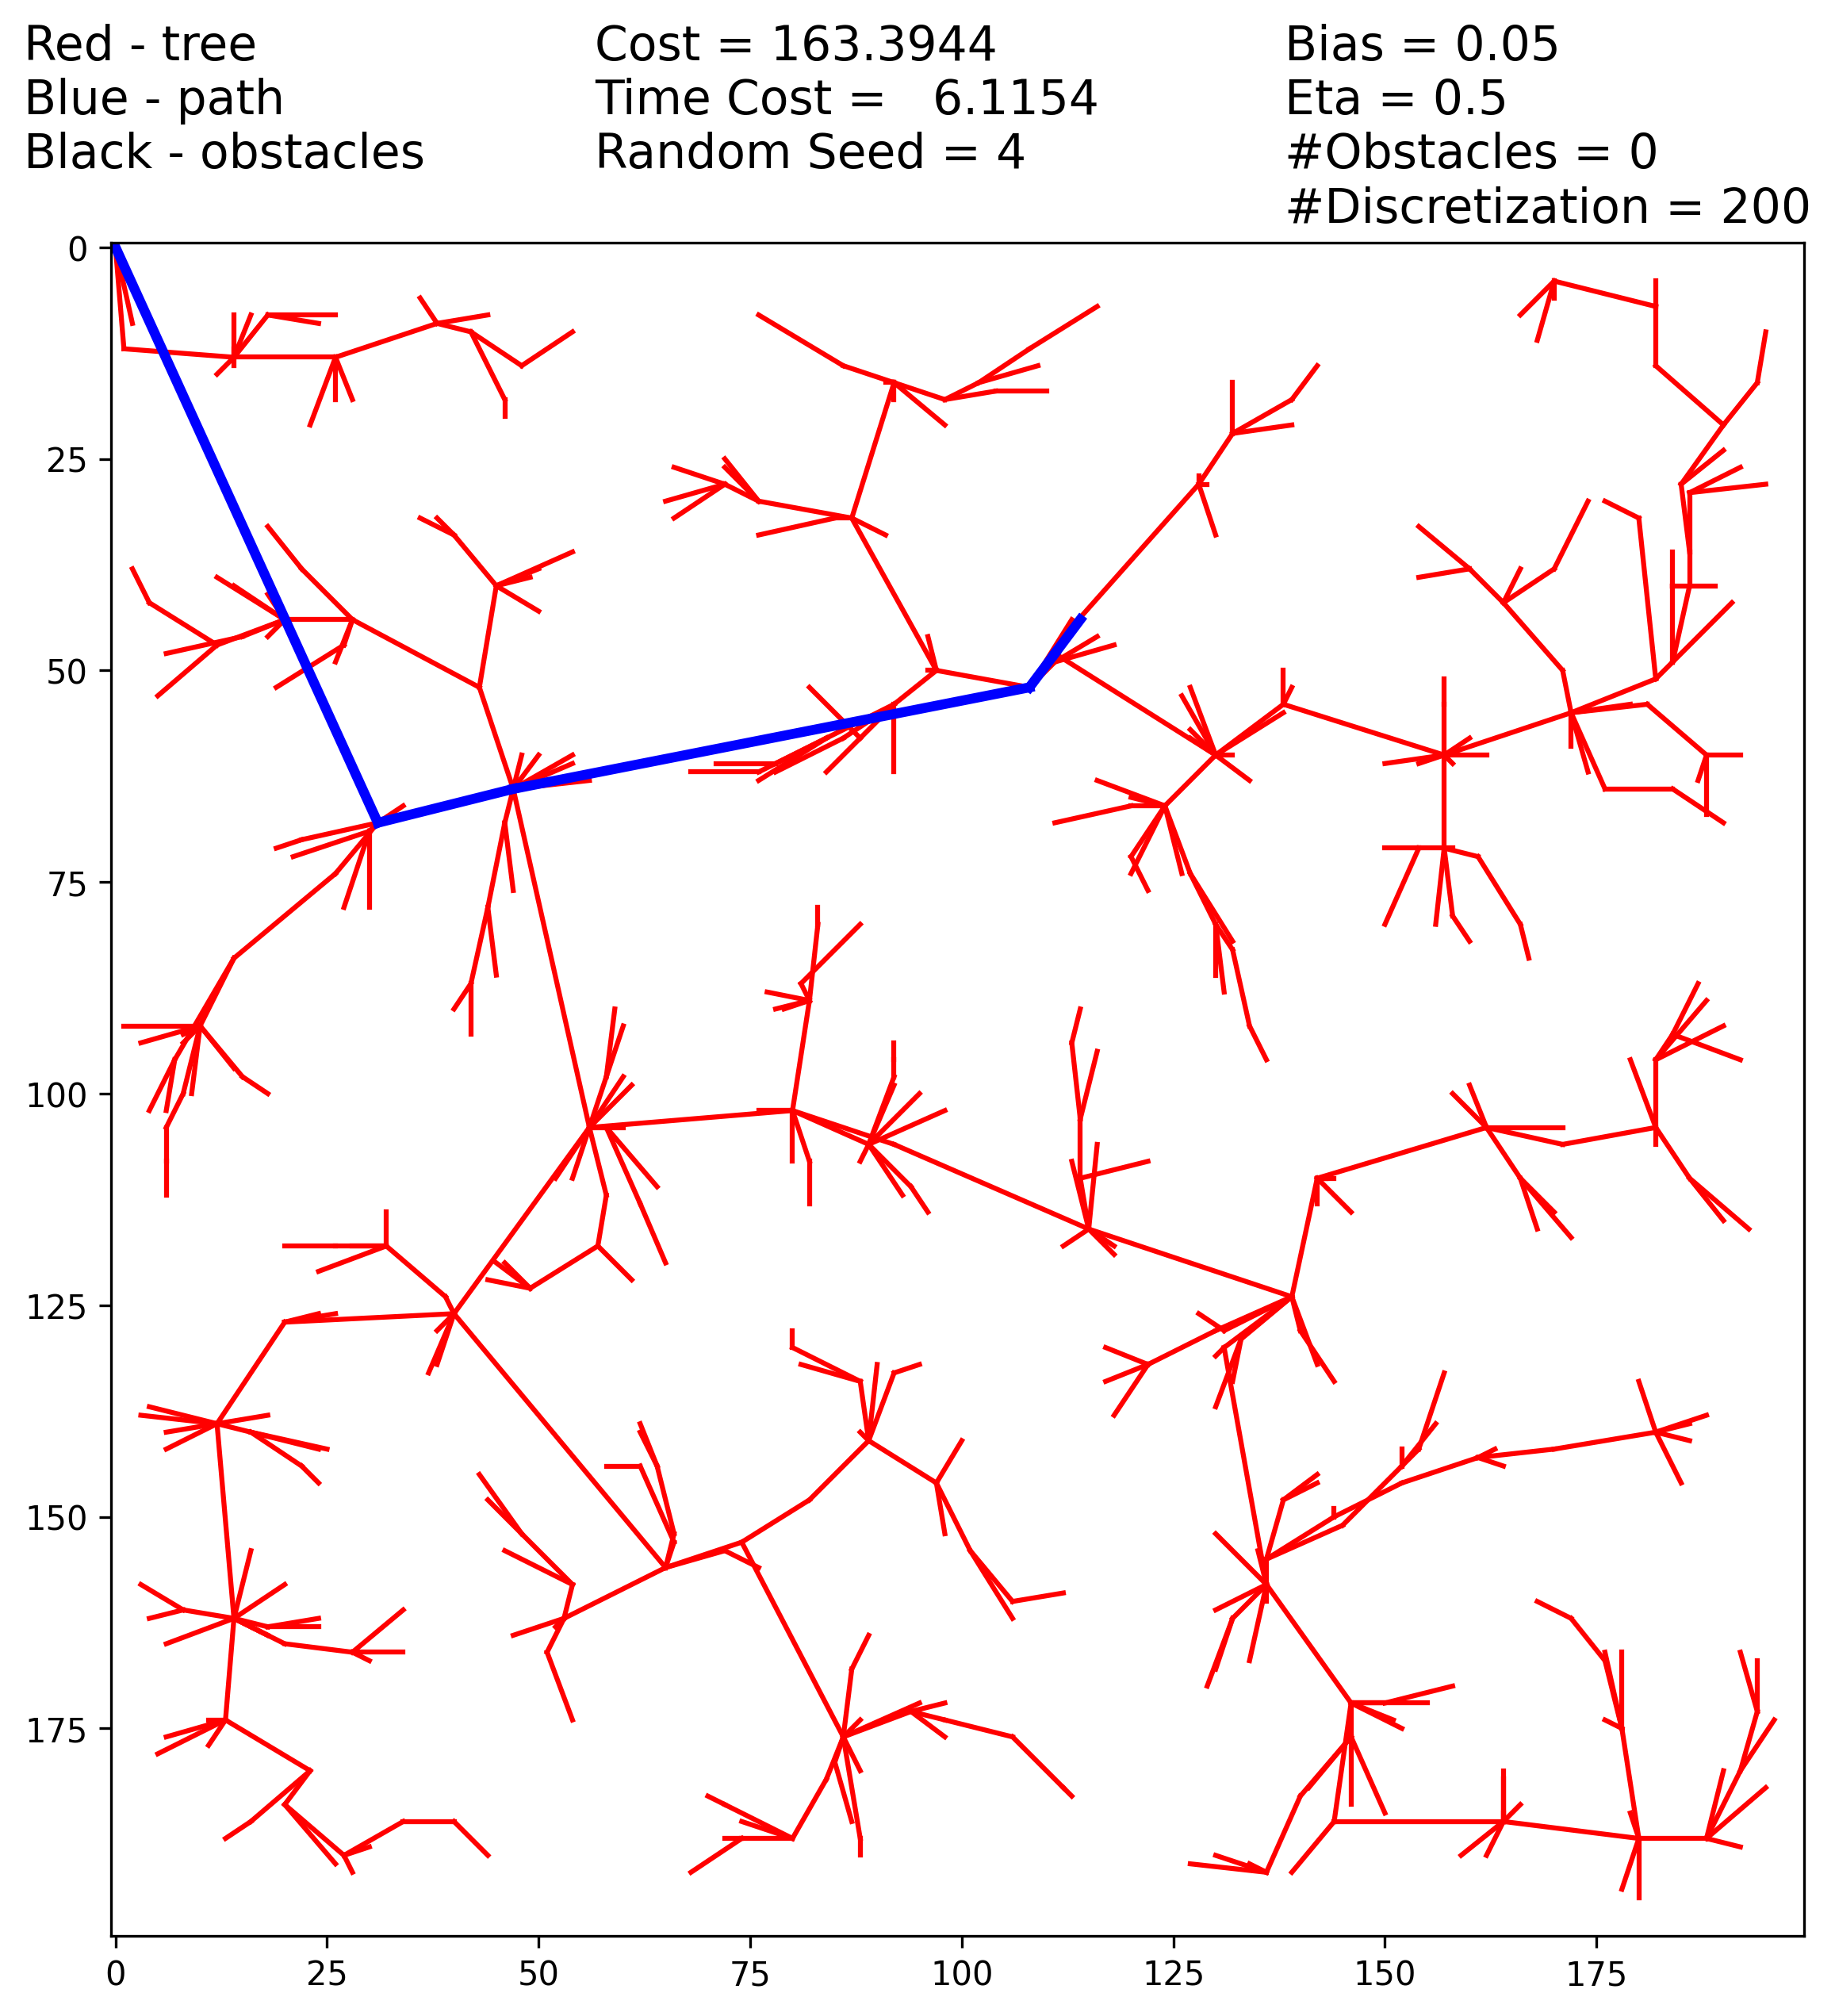 Red - tree
Blue - path
Black - obstacles
Cost = 163.3944
Time Cost =   6.1154
Random Seed = 4
Bias = 0.05
Eta = 0.5
#Obstacles = 0
#Discretization = 200
0
25
50
75
100
125
150
175
0 25 50 75 100 125 150 175